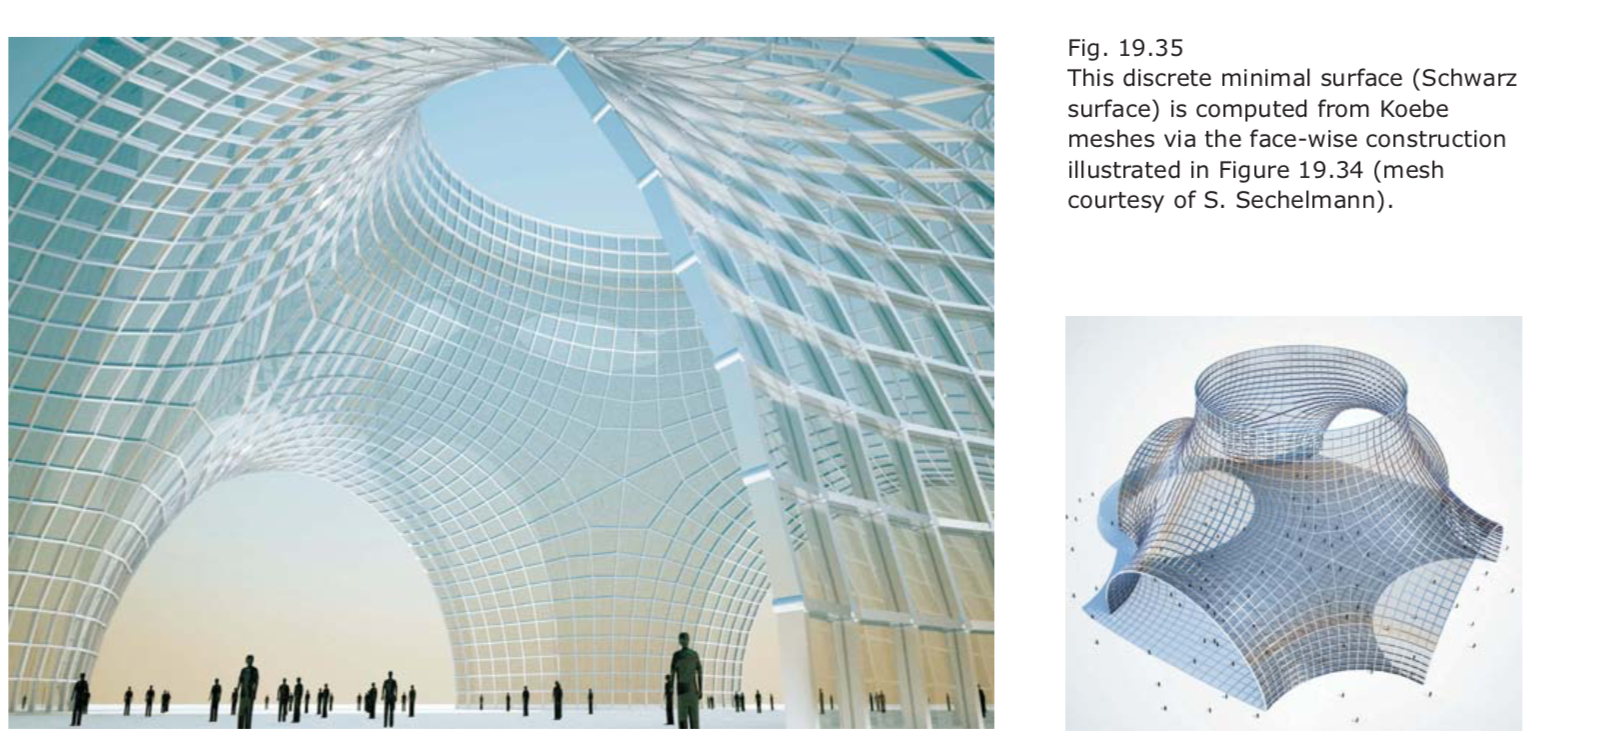 Fig. 19.35
This discrete minimal surface (Schwarz
surface) is computed from Koebe
meshes via the face-wise construction
illustrated in Figure 19.34 (mesh
courtesy of S. Sechelmann).